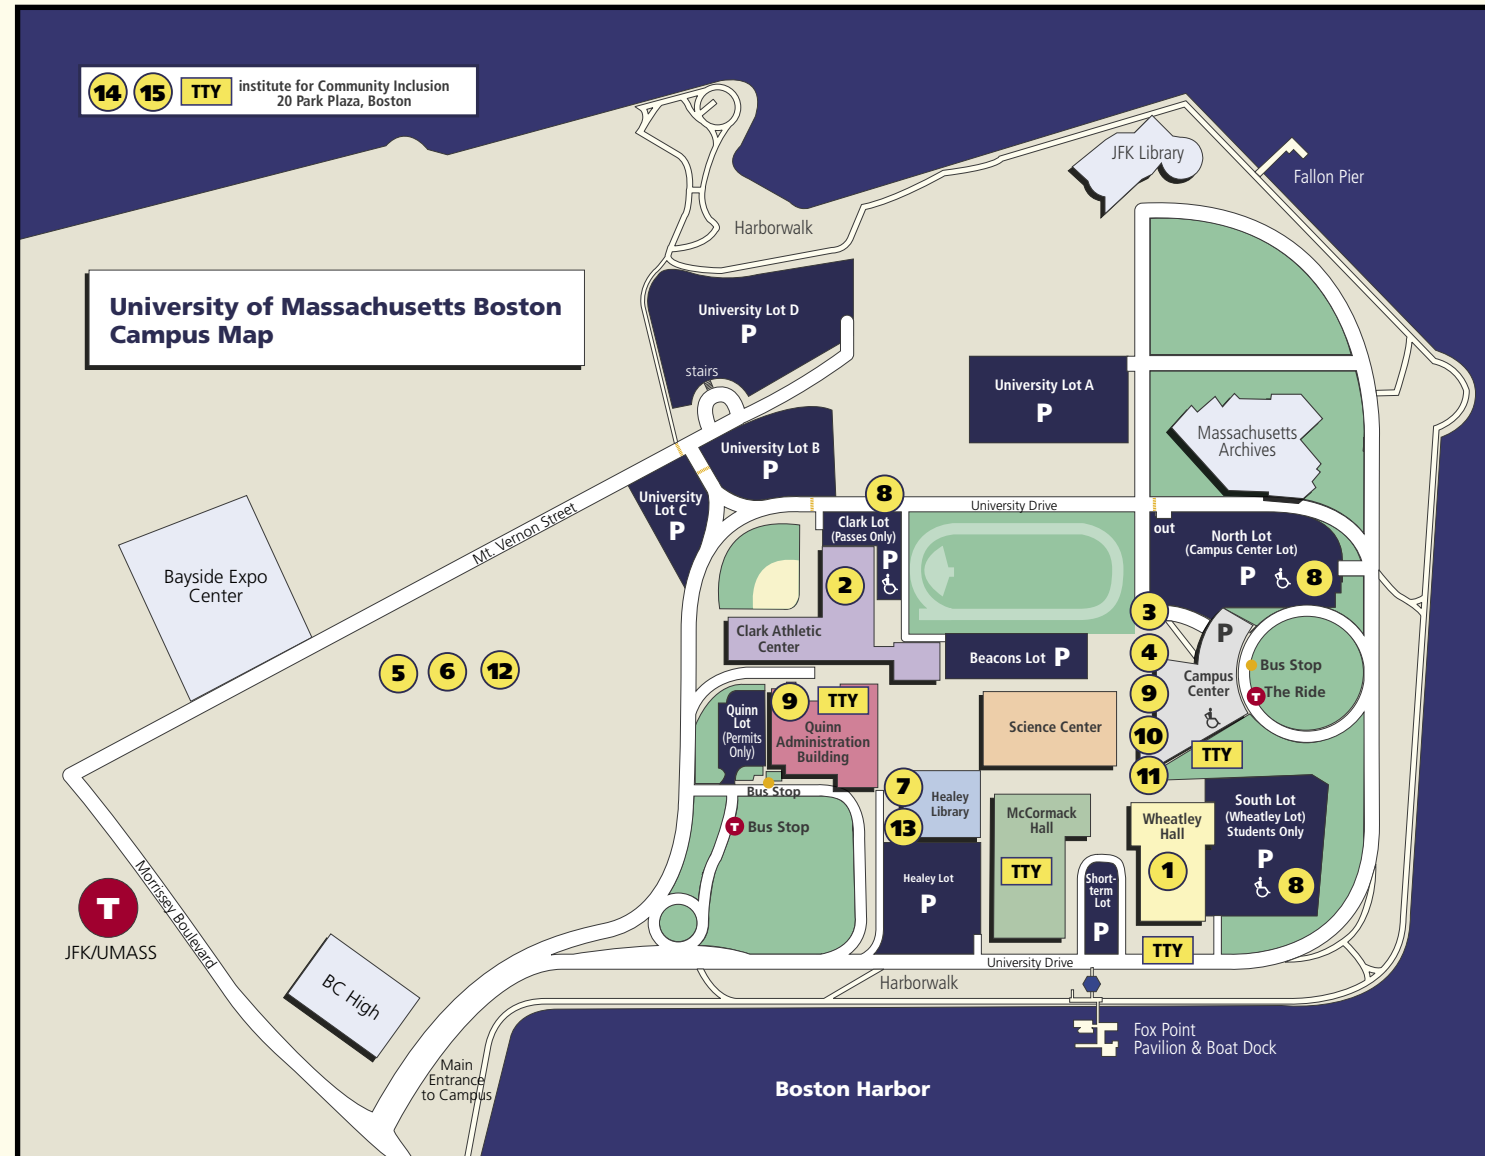 14 15 TTY institute for Community Inclusion
20 Park Plaza, Boston
JFK Library
Fallon Pier
Harborwalk
University of Massachusetts Boston
Campus Map
University Lot D
P
stairs
University Lot A
P
University Lot B
P
Massachusetts
Archives
University
Lot C
P
8
University Drive
Mt. Vernon Street
Clark Lot
(Passes Only)
P
out
North Lot
(Campus Center Lot)
P 8
Bayside Expo
Center
2
3
Clark Athletic
Center
Beacons Lot P
P
4
Bus Stop
5 6 12
Campus
Center
The Ride
T
9
9 TTY
Quinn
Lot
(Permits
Only)
Quinn
Administration
Building
Science Center
10
TTY
11
Bus Stop
T Bus Stop
7
13
Healey
Library
McCormack
Hall
TTY
Wheatley
Hall
1
South Lot
(Wheatley Lot)
Students Only
P
8
Healey Lot
P
Short-
term
Lot
P
TTY
Morrissey Boulevard
T
JFK/UMASS
BC High
University Drive
Harborwalk
Fox Point
Pavilion & Boat Dock
Main
Entrance
to Campus
Boston Harbor